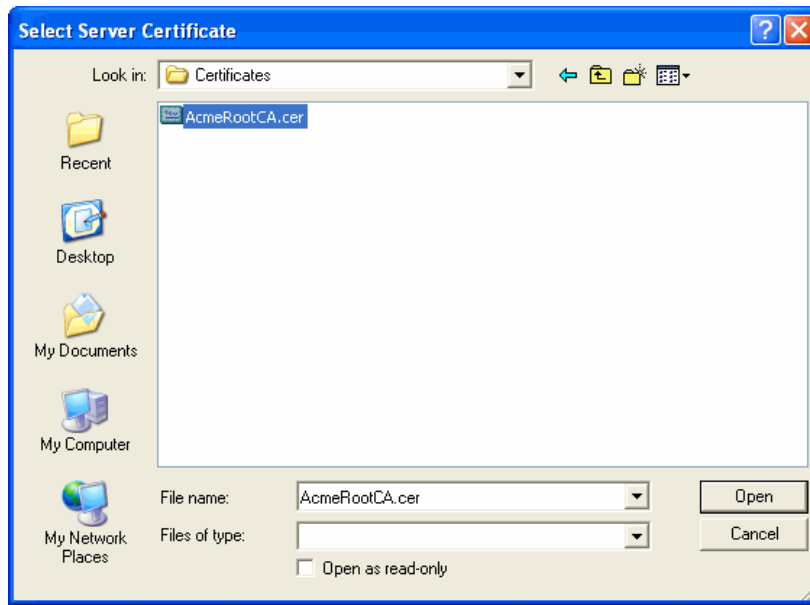 Select Server Certificate
Look in:
Certificates
AcmeRootCA.cer
Recent
Desktop
My Documents
My Computer
My Network
Places
File name:
AcmeRootCA.cer
Open
Files of type:
Cancel
Open as read-only